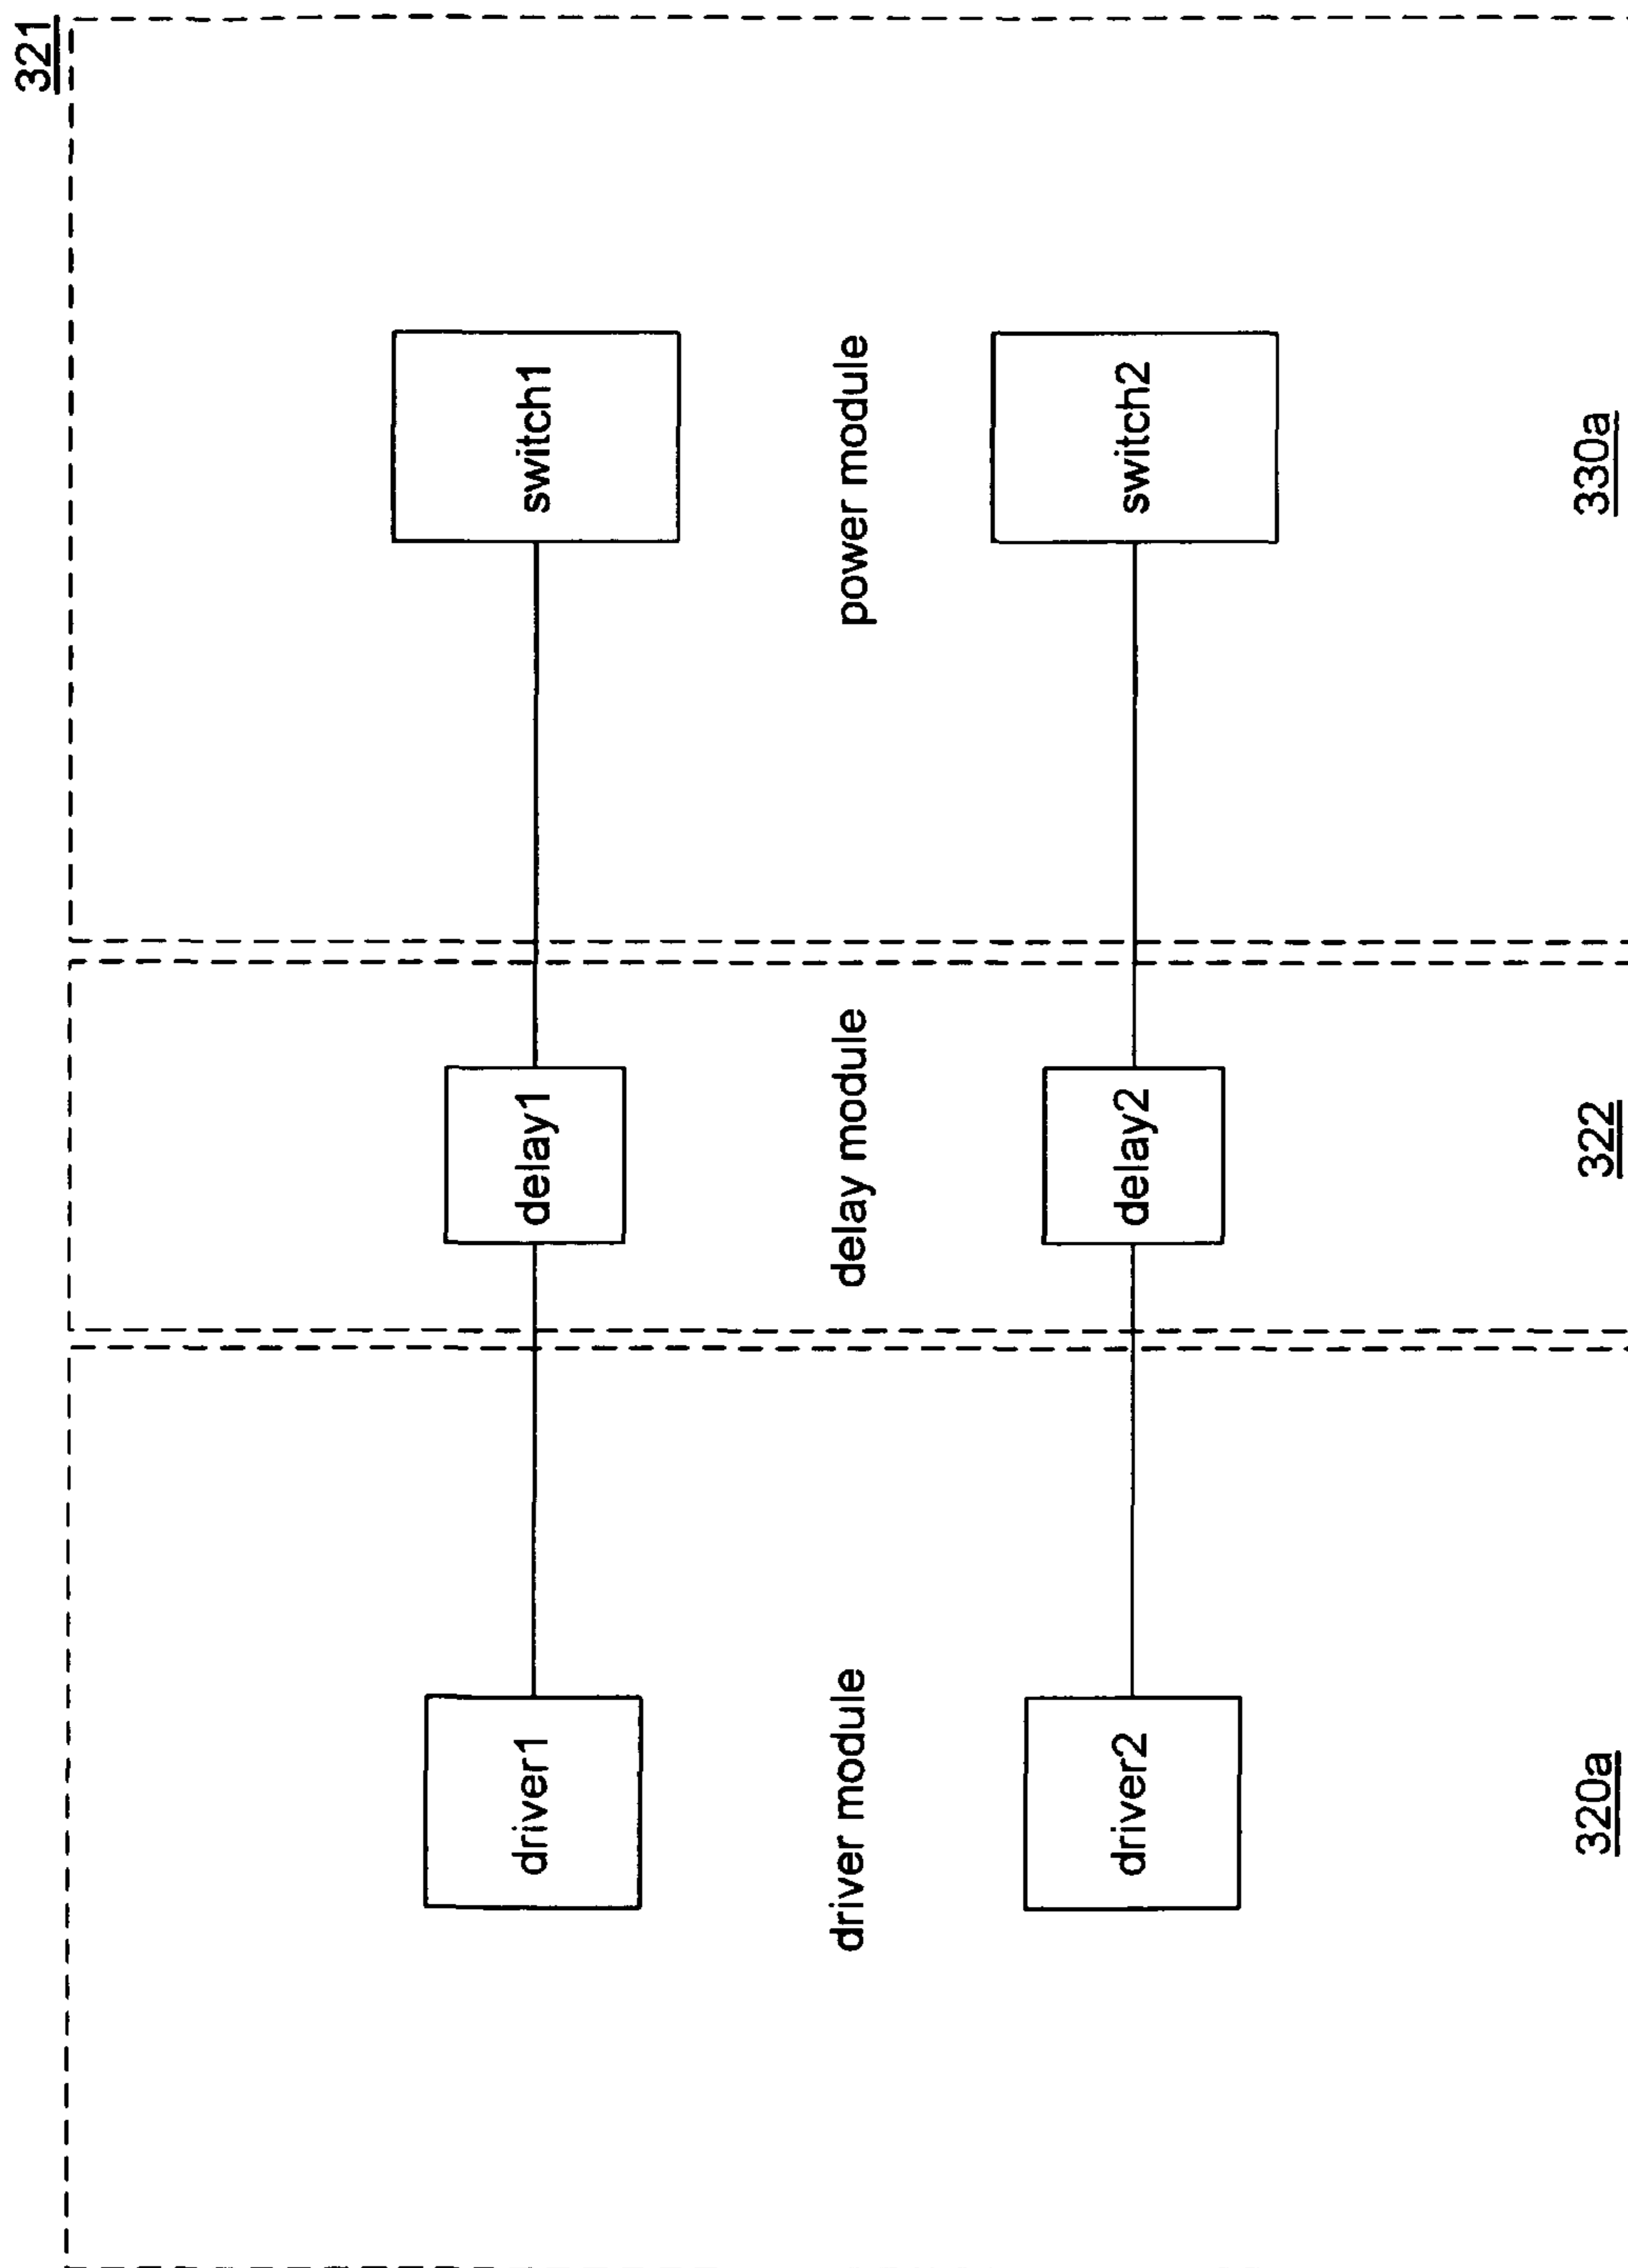 321
driver1
delay1
switch1
driver module
delay module
power module
driver2
delay2
switch2
320a
322
330a